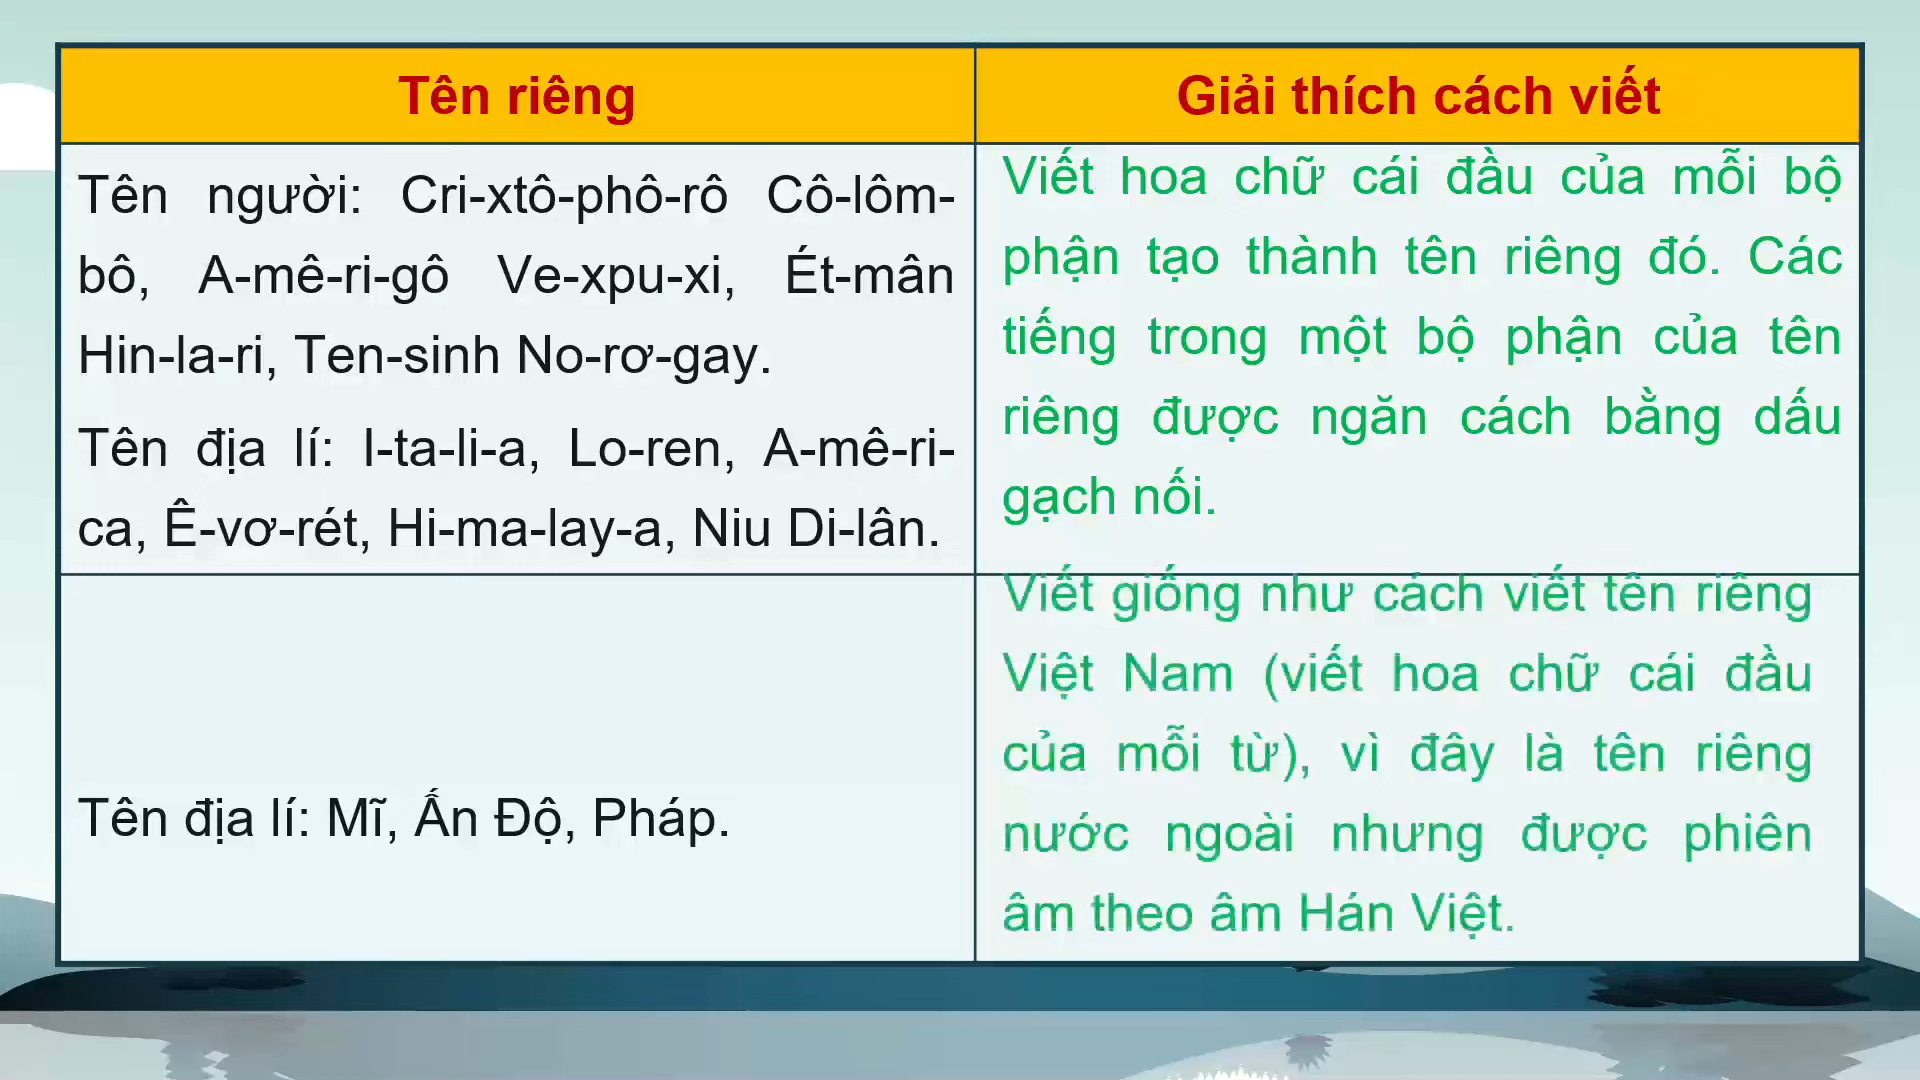 Tên riêng
Giải thích cách viết
Tên người: Cri-xtô-phô-rô Cô-lôm-
bô, A-mê-ri-gô Ve-xpu-xi, Ét-mân
Hin-la-ri, Ten-sinh No-rơ-gay.
Tên địa lí: I-ta-li-a, Lo-ren, A-mê-ri-
ca, Ê-vơ-rét, Hi-ma-lay-a, Niu Di-lân.
Viết hoa chữ cái đầu của mỗi bộ
phận tạo thành tên riêng đó. Các
tiếng trong một bộ phận của tên
riêng được ngăn cách bằng dấu
gạch nối.
Tên địa lí: Mĩ, Ấn Độ, Pháp.
Viết giống như cách viết tên riêng
Việt Nam (viết hoa chữ cái đầu
của mỗi từ), vì đây là tên riêng
nước ngoài nhưng được phiên
âm theo âm Hán Việt.